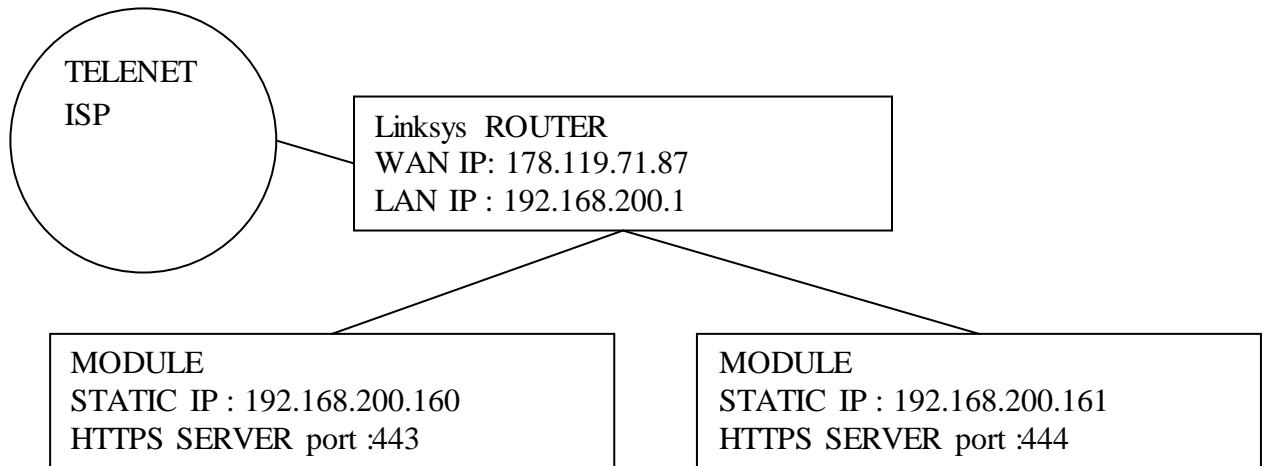 TELENET
ISP
Linksys ROUTER
WAN IP: 178.119.71.87
LAN IP : 192.168.200.1
MODULE
STATIC IP : 192.168.200.160
HTTPS SERVER port :443
MODULE
STATIC IP : 192.168.200.161
HTTPS SERVER port :444